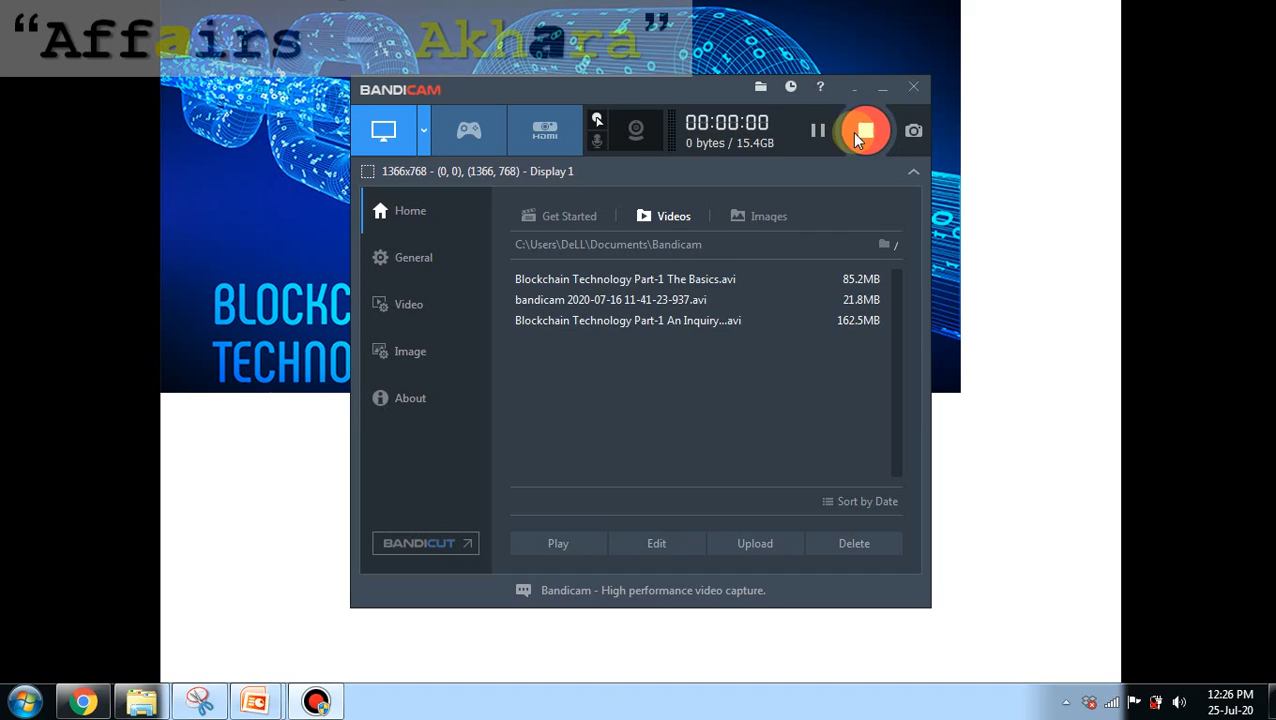 “Affairs – Akhara”
BANDICAM
?
HDMI
00:00:00
0 bytes / 15.4GB
1366x768 - (0, 0), (1366, 768) - Display 1
Home
General
Video
Image
About
Get Started
Videos
Images
C:\Users\DeLL\Documents\Bandicam
/
Blockchain Technology Part-1 The Basics.avi 85.2MB
bandicam 2020-07-16 11-41-23-937.avi 21.8MB
Blockchain Technology Part-1 An Inquiry...avi 162.5MB
Sort by Date
BANDICUT
Play
Edit
Upload
Delete
Bandicam - High performance video capture.
BLOCKC
TECHNO
12:26 PM
25-Jul-20